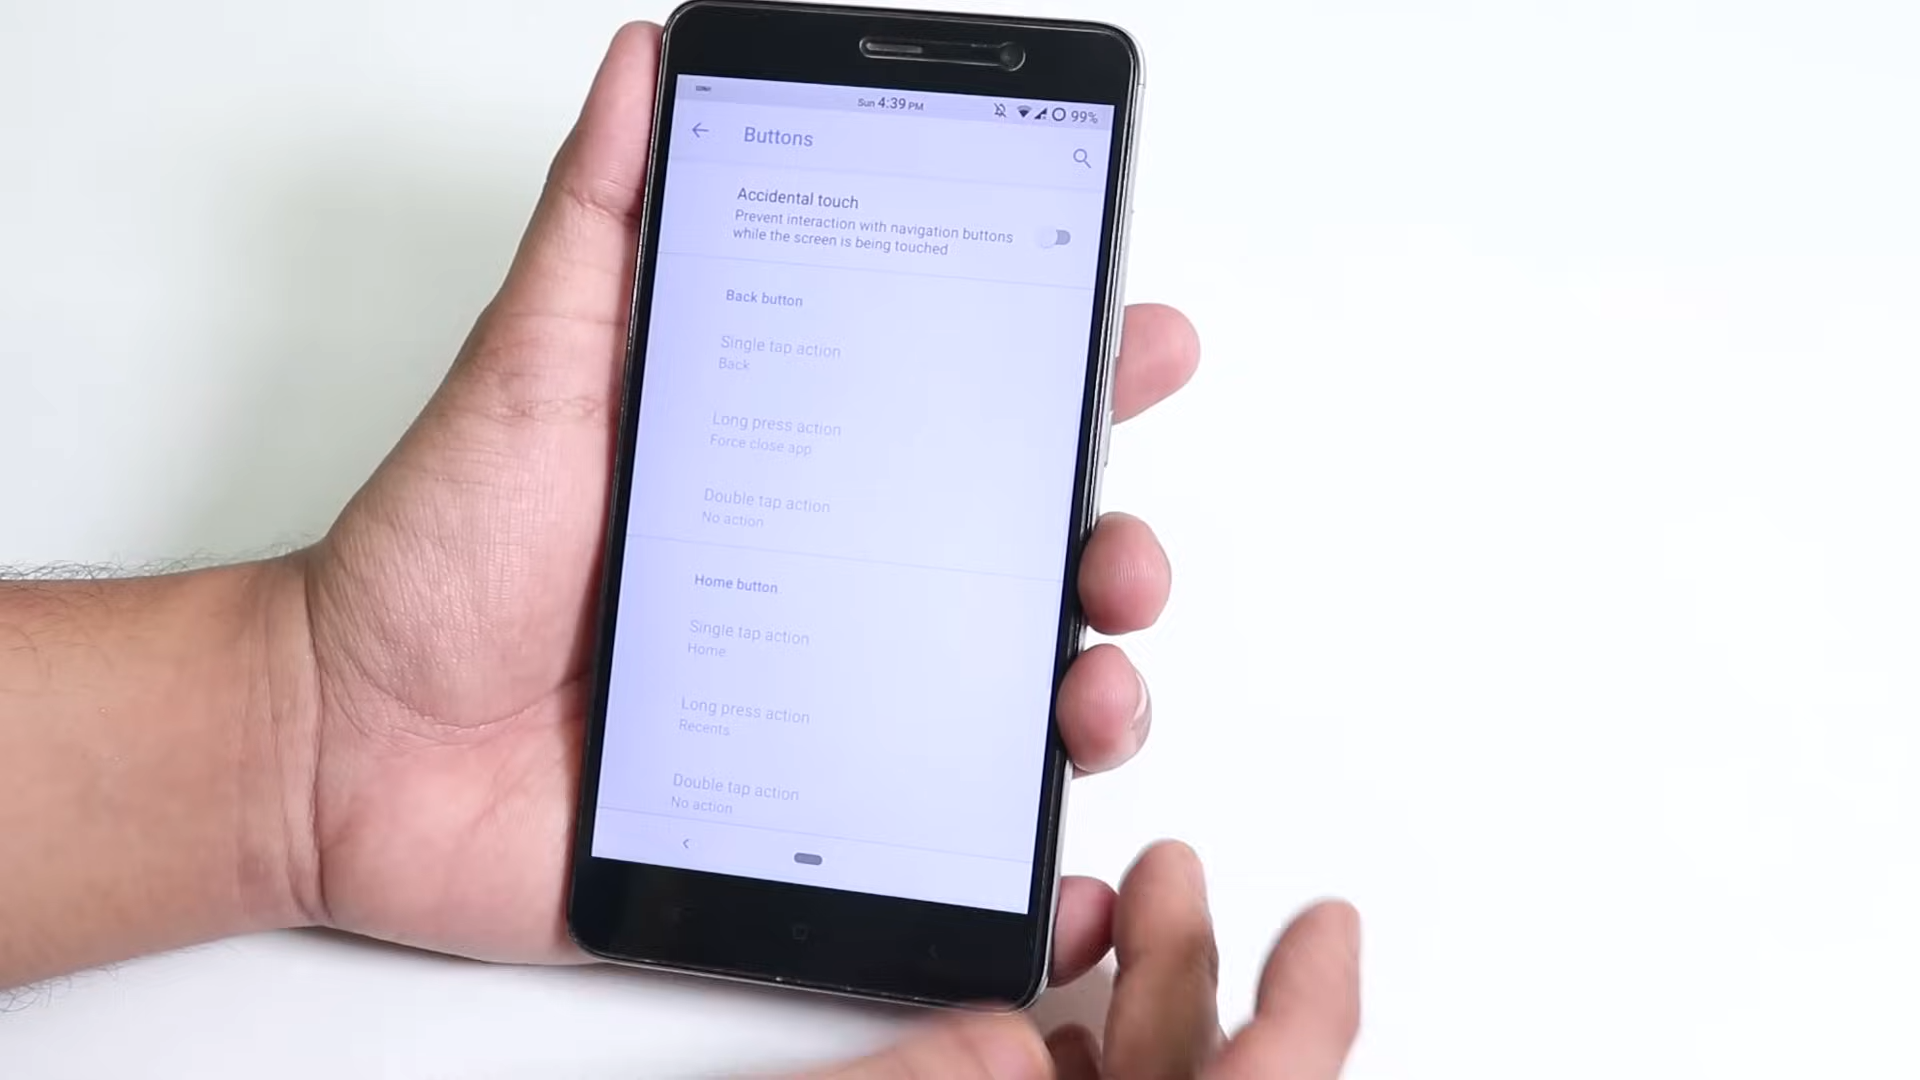 Sun 4:39 PM
99%
Buttons
Accidental touch
Prevent interaction with navigation buttons
while the screen is being touched
Back button
Single tap action
Back
Long press action
Force close app
Double tap action
No action
Home button
Single tap action
Home
Long press action
Recents
Double tap action
No action